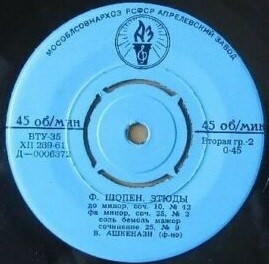 МОСОБЛСОВНАРХОЗ РСФСР АПРЕЛЕВСКИЙ ЗАВОД
АЗ
45 об/мин
45 об/мин
ВТУ-35
ХП 289-61
Д—0006372
Вторая гр.-2
0-45
Ф. ШОПЕН. ЭТЮДЫ
до минор, соч. 10, № 12
фа минор, соч. 25, № 2
соль бемоль мажор
сочинение 25, № 9
В. АШКЕНАЗИ (ф-но)